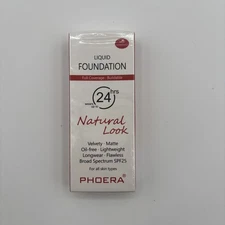 LIQUID
FOUNDATION
Full Coverage · Buildable
24 hrs
Natural
Look
Velvety · Matte
Oil-free · Lightweight
Longwear · Flawless
Broad Spectrum SPF25
For all skin types
PHOERA